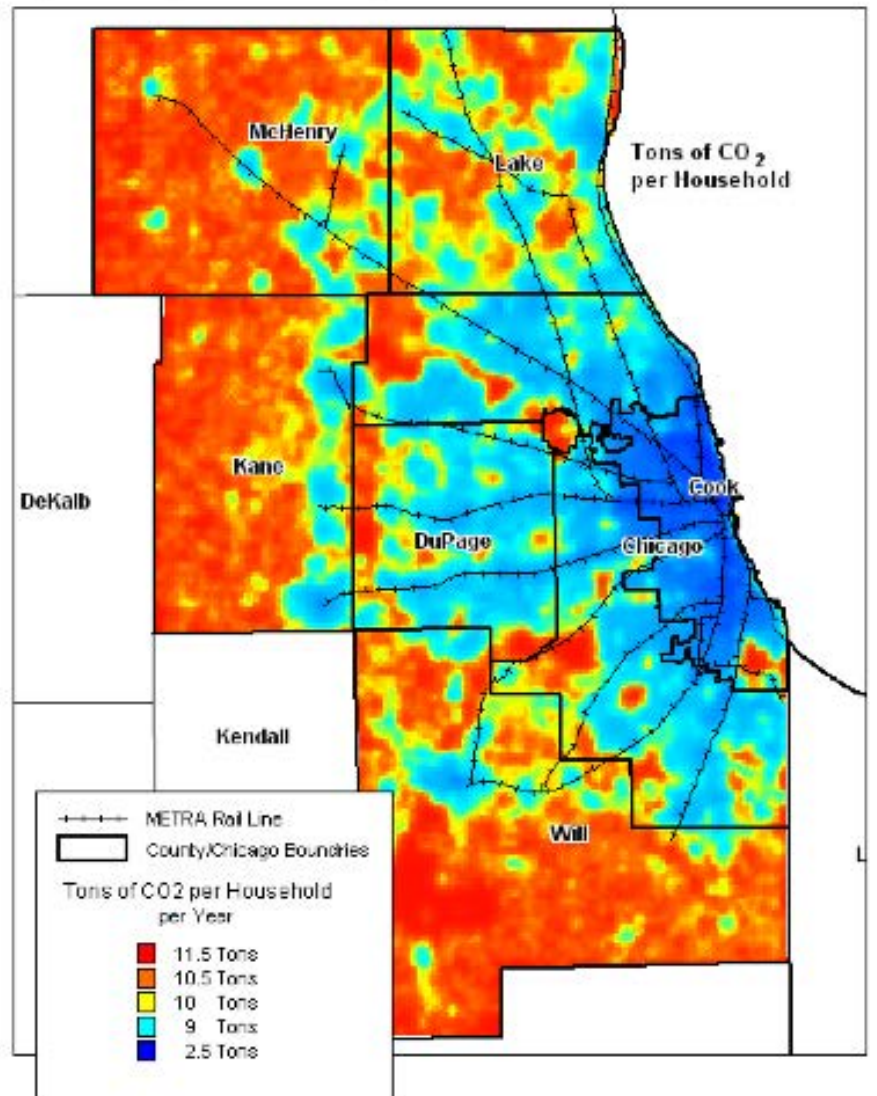 McHenry
Lake
Tons of CO2
per Household
Kane
DeKalb
Cook
DuPage
Chicago
Kendall
Will
L
METRA Rail Line
County/Chicago Boundries
Tons of CO2 per Household
per Year
11.5 Tons
10.5 Tons
10 Tons
9 Tons
2.5 Tons